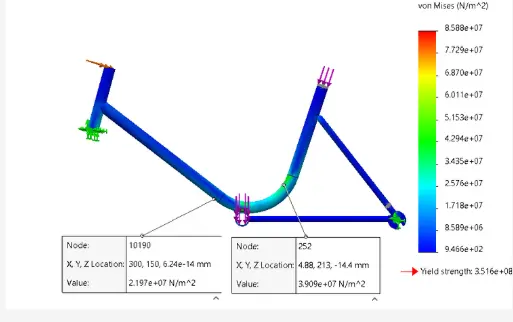 von Mises (N/m^2)
8.588e+07
7.729e+07
6.870e+07
6.011e+07
5.153e+07
4.294e+07
3.435e+07
2.576e+07
1.718e+07
8.589e+06
9.466e+02
Yield strength: 3.516e+08
Node: 10190
X, Y, Z Location: 300, 150, 6.24e-14 mm
Value: 2.197e+07 N/m^2
Node: 252
X, Y, Z Location: 4.88, 213, -14.4 mm
Value: 3.909e+07 N/m^2